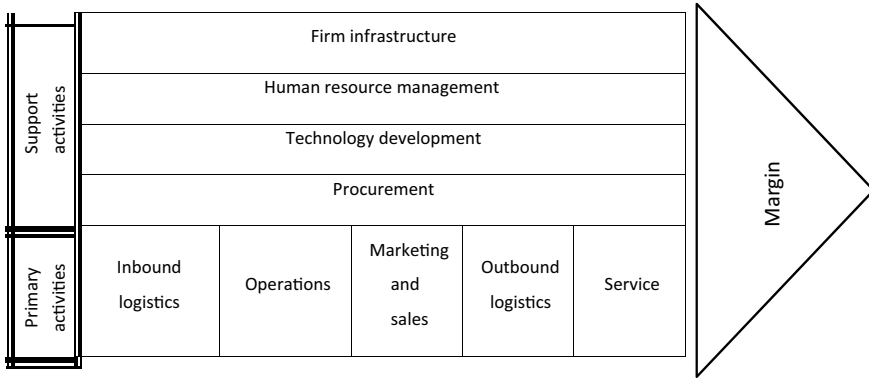 Support
activities
Firm infrastructure
Human resource management
Technology development
Procurement
Primary
activities
Inbound
logistics
Operations
Marketing
and
sales
Outbound
logistics
Service
Margin